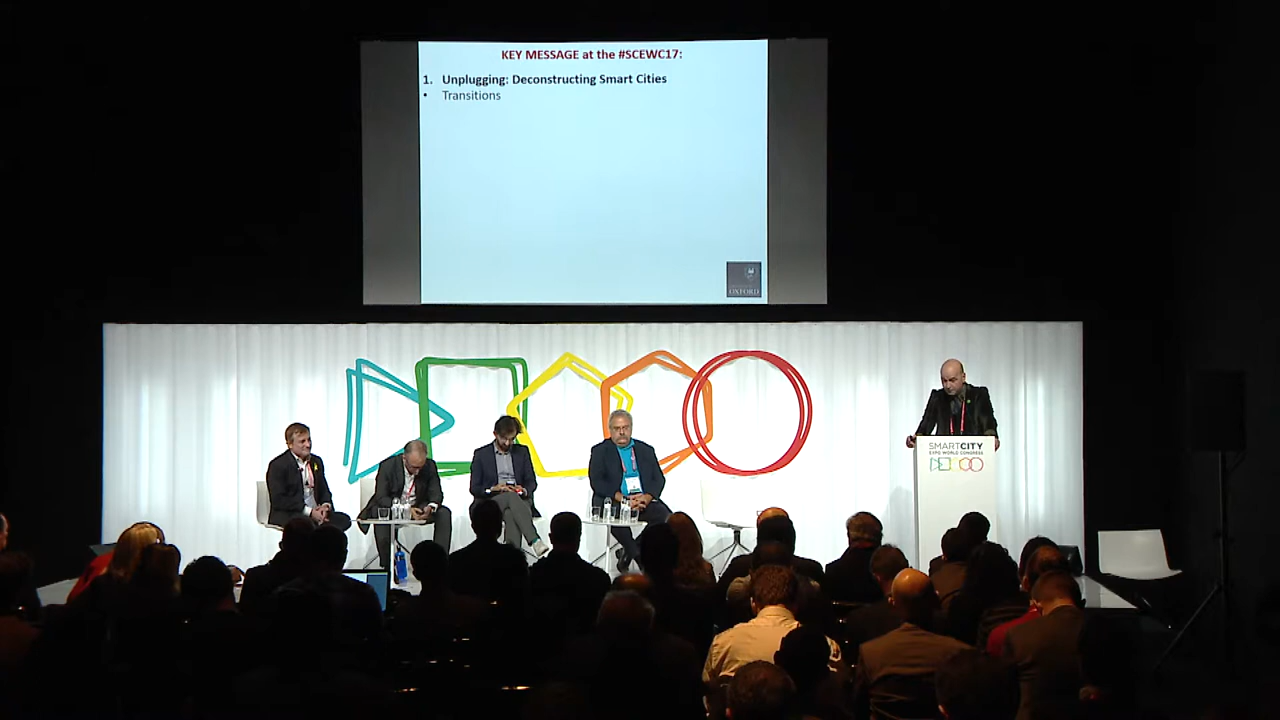 KEY MESSAGE at the #SCEWC17:
1. Unplugging: Deconstructing Smart Cities
• Transitions
OXFORD
SMARTCITY
EXPO WORLD CONGRESS